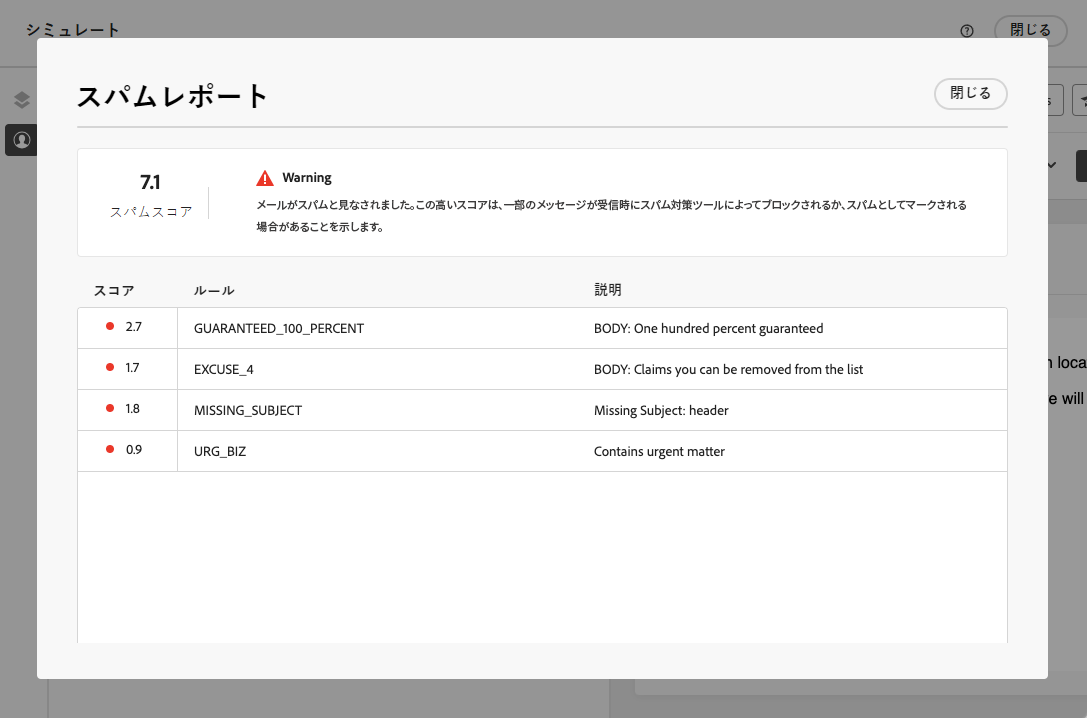 シミュレート
閉じる
スパムレポート
閉じる
s
7.1
スパムスコア
Warning
メールがスパムと見なされました。この高いスコアは、一部のメッセージが受信時にスパム対策ツールによってブロックされるか、スパムとしてマークされる
場合があることを示します。
スコア ルール 説明
2.7 GUARANTEED_100_PERCENT BODY: One hundred percent guaranteed
1.7 EXCUSE_4 BODY: Claims you can be removed from the list
1.8 MISSING_SUBJECT Missing Subject: header
0.9 URG_BIZ Contains urgent matter
n loca
e will